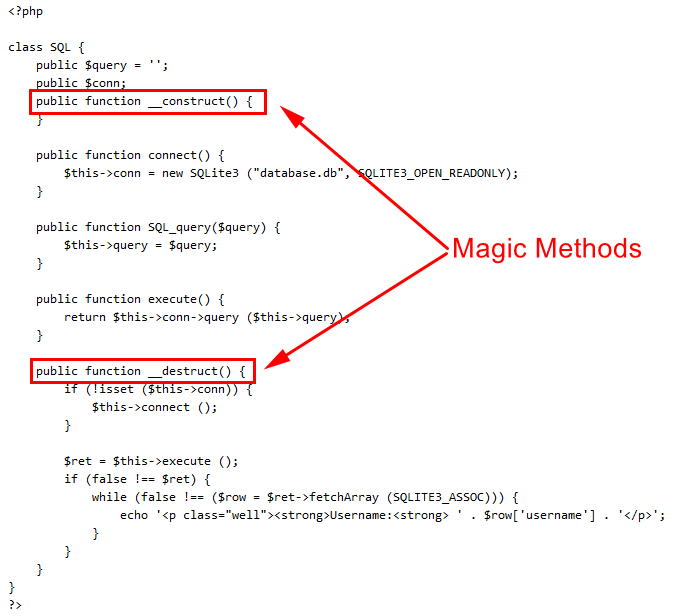 <?php
class SQL {
public $query = '';
public $conn;
public function __construct() {
}
public function connect() {
$this->conn = new SQLite3 ("database.db", SQLITE3_OPEN_READONLY);
}
public function SQL_query($query) {
$this->query = $query;
}
Magic Methods
public function execute() {
return $this->conn->query ($this->query);
}
public function __destruct() {
if (!isset ($this->conn)) {
$this->connect ();
}
$ret = $this->execute ();
if (false !== $ret) {
while (false !== ($row = $ret->fetchArray (SQLITE3_ASSOC))) {
echo '<p class="well"><strong>Username:<strong> ' . $row['username'] . '</p>';
}
}
}
}
?>